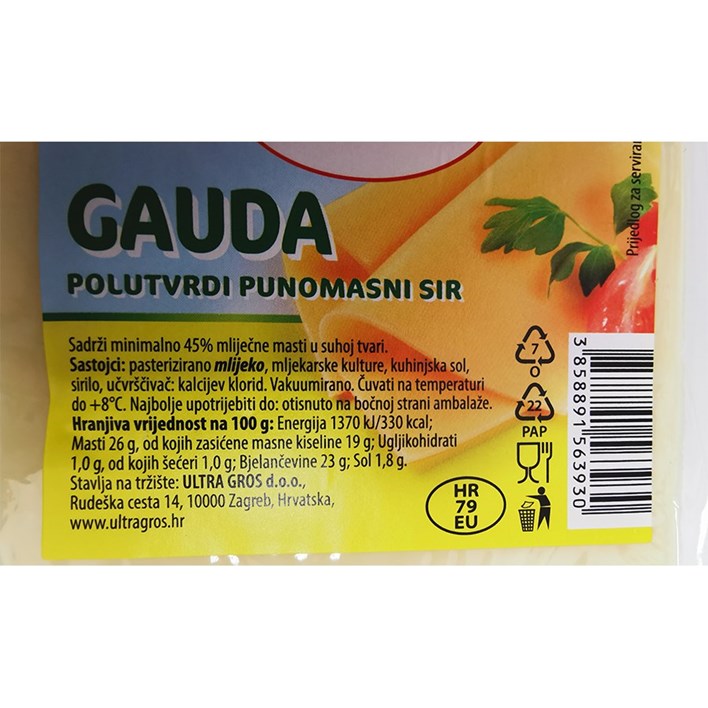 GAUDA
POLUTVRDI PUNOMASNI SIR
Sadrži minimalno 45% mliječne masti u suhoj tvari.
Sastojci: pasterizirano mlijeko, mljekarske kulture, kuhinjska sol,
sirilo, učvršćivač: kalcijev klorid. Vakuumirano. Čuvati na temperaturi
do +8°C. Najbolje upotrijebiti do: otisnuto na bočnoj strani ambalaže.
Hranjiva vrijednost na 100 g: Energija 1370 kJ/330 kcal;
Masti 26 g, od kojih zasićene masne kiseline 19 g; Ugljikohidrati
1,0 g, od kojih šećeri 1,0 g; Bjelančevine 23 g; Sol 1,8 g.
Stavlja na tržište: ULTRA GROS d.o.o.,
Rudeška cesta 14, 10000 Zagreb, Hrvatska,
www.ultragros.hr
HR
79
EU
7
O
22
PAP
3858891563930
Prijedlog za